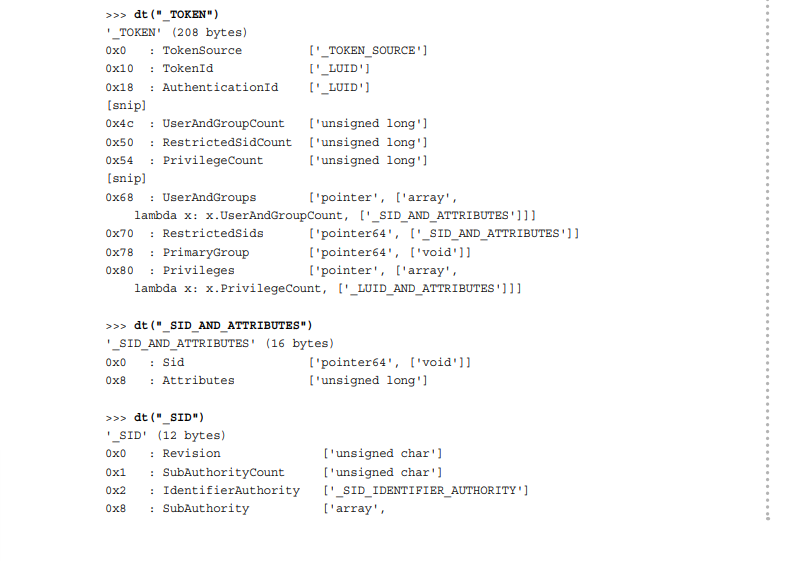 >>> dt("_TOKEN")
'_TOKEN' (208 bytes)
0x0   : TokenSource         ['_TOKEN_SOURCE']
0x10  : TokenId             ['_LUID']
0x18  : AuthenticationId    ['_LUID']
[snip]
0x4c  : UserAndGroupCount   ['unsigned long']
0x50  : RestrictedSidCount  ['unsigned long']
0x54  : PrivilegeCount      ['unsigned long']
[snip]
0x68  : UserAndGroups       ['pointer', ['array',
    lambda x: x.UserAndGroupCount, ['_SID_AND_ATTRIBUTES']]]
0x70  : RestrictedSids      ['pointer64', ['_SID_AND_ATTRIBUTES']]
0x78  : PrimaryGroup        ['pointer64', ['void']]
0x80  : Privileges          ['pointer', ['array',
    lambda x: x.PrivilegeCount, ['_LUID_AND_ATTRIBUTES']]]
>>> dt("_SID_AND_ATTRIBUTES")
'_SID_AND_ATTRIBUTES' (16 bytes)
0x0   : Sid                 ['pointer64', ['void']]
0x8   : Attributes          ['unsigned long']
>>> dt("_SID")
'_SID' (12 bytes)
0x0   : Revision              ['unsigned char']
0x1   : SubAuthorityCount     ['unsigned char']
0x2   : IdentifierAuthority   ['_SID_IDENTIFIER_AUTHORITY']
0x8   : SubAuthority          ['array',